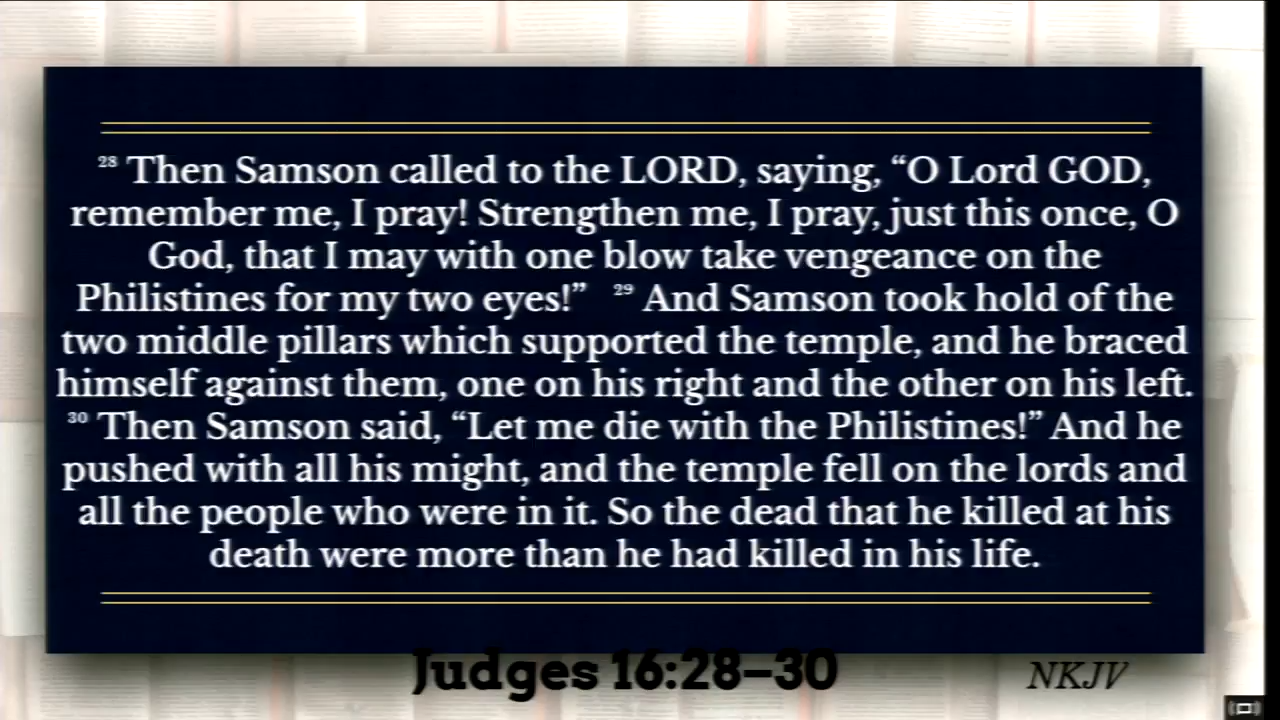 28 Then Samson called to the LORD, saying, “O Lord GOD,
remember me, I pray! Strengthen me, I pray, just this once, O
God, that I may with one blow take vengeance on the
Philistines for my two eyes!” 29 And Samson took hold of the
two middle pillars which supported the temple, and he braced
himself against them, one on his right and the other on his left.
30 Then Samson said, “Let me die with the Philistines!” And he
pushed with all his might, and the temple fell on the lords and
all the people who were in it. So the dead that he killed at his
death were more than he had killed in his life.
Judges 16:28–30
NKJV